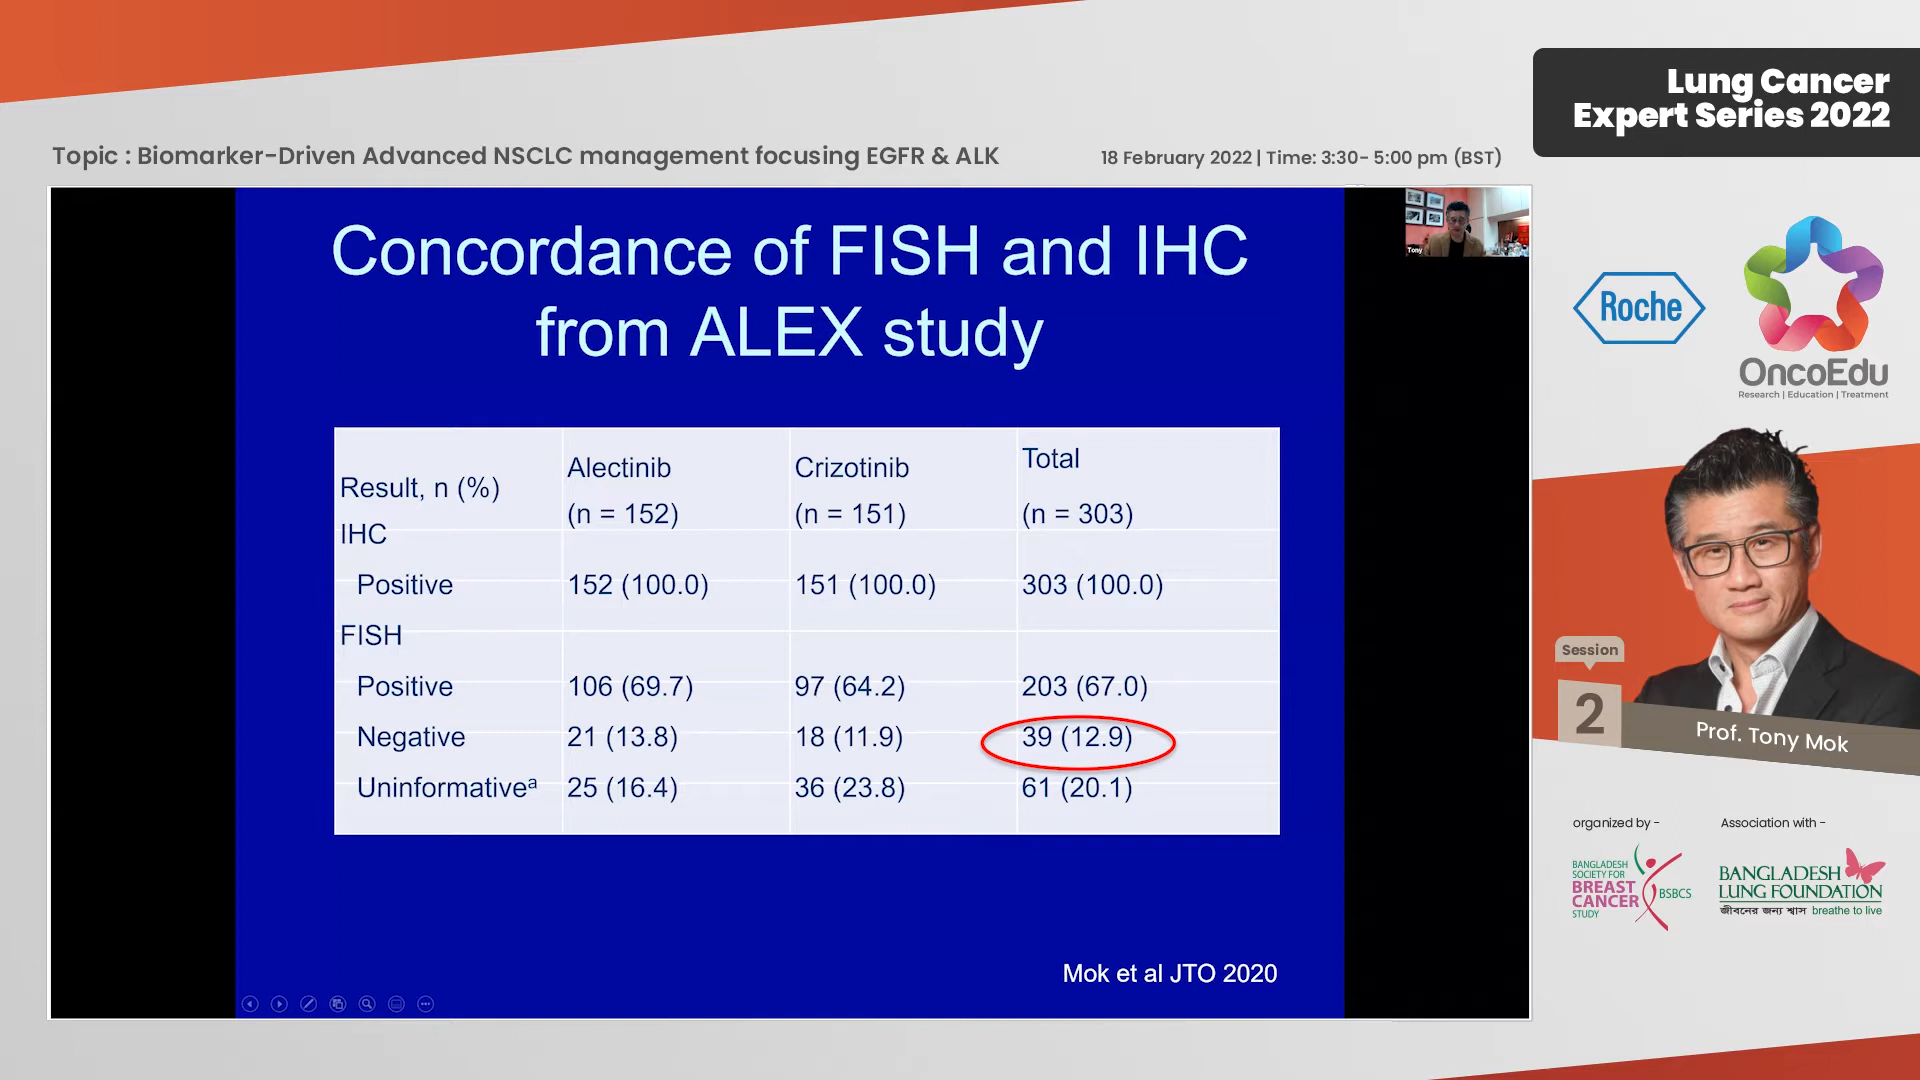 Lung Cancer
Expert Series 2022
Topic : Biomarker-Driven Advanced NSCLC management focusing EGFR & ALK
18 February 2022 | Time: 3:30- 5:00 pm (BST)
Concordance of FISH and IHC
from ALEX study
Result, n (%)
Alectinib
(n = 152)
Crizotinib
(n = 151)
Total
(n = 303)
IHC
Positive 152 (100.0) 151 (100.0) 303 (100.0)
FISH
Positive 106 (69.7) 97 (64.2) 203 (67.0)
Negative 21 (13.8) 18 (11.9) 39 (12.9)
Uninformativeª 25 (16.4) 36 (23.8) 61 (20.1)
Mok et al JTO 2020
Tony
Roche
OncoEdu
Research | Education | Treatment
Session
2
Prof. Tony Mok
organized by -
BANGLADESH
SOCIETY FOR
BREAST
CANCER
STUDY
BSBCS
Association with -
BANGLADESH
LUNG FOUNDATION
জীবনের জন্য শ্বাস breathe to live